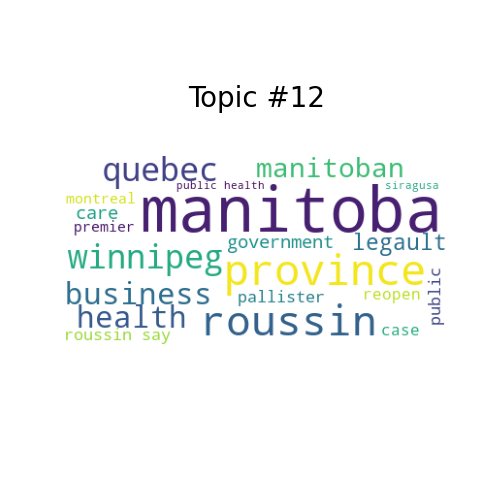 Topic #12
quebec manitoban
public health siragusa
montreal manitoba
care
premier
winnipeg government legault
province
business pallister reopen public
health roussin
roussin say case